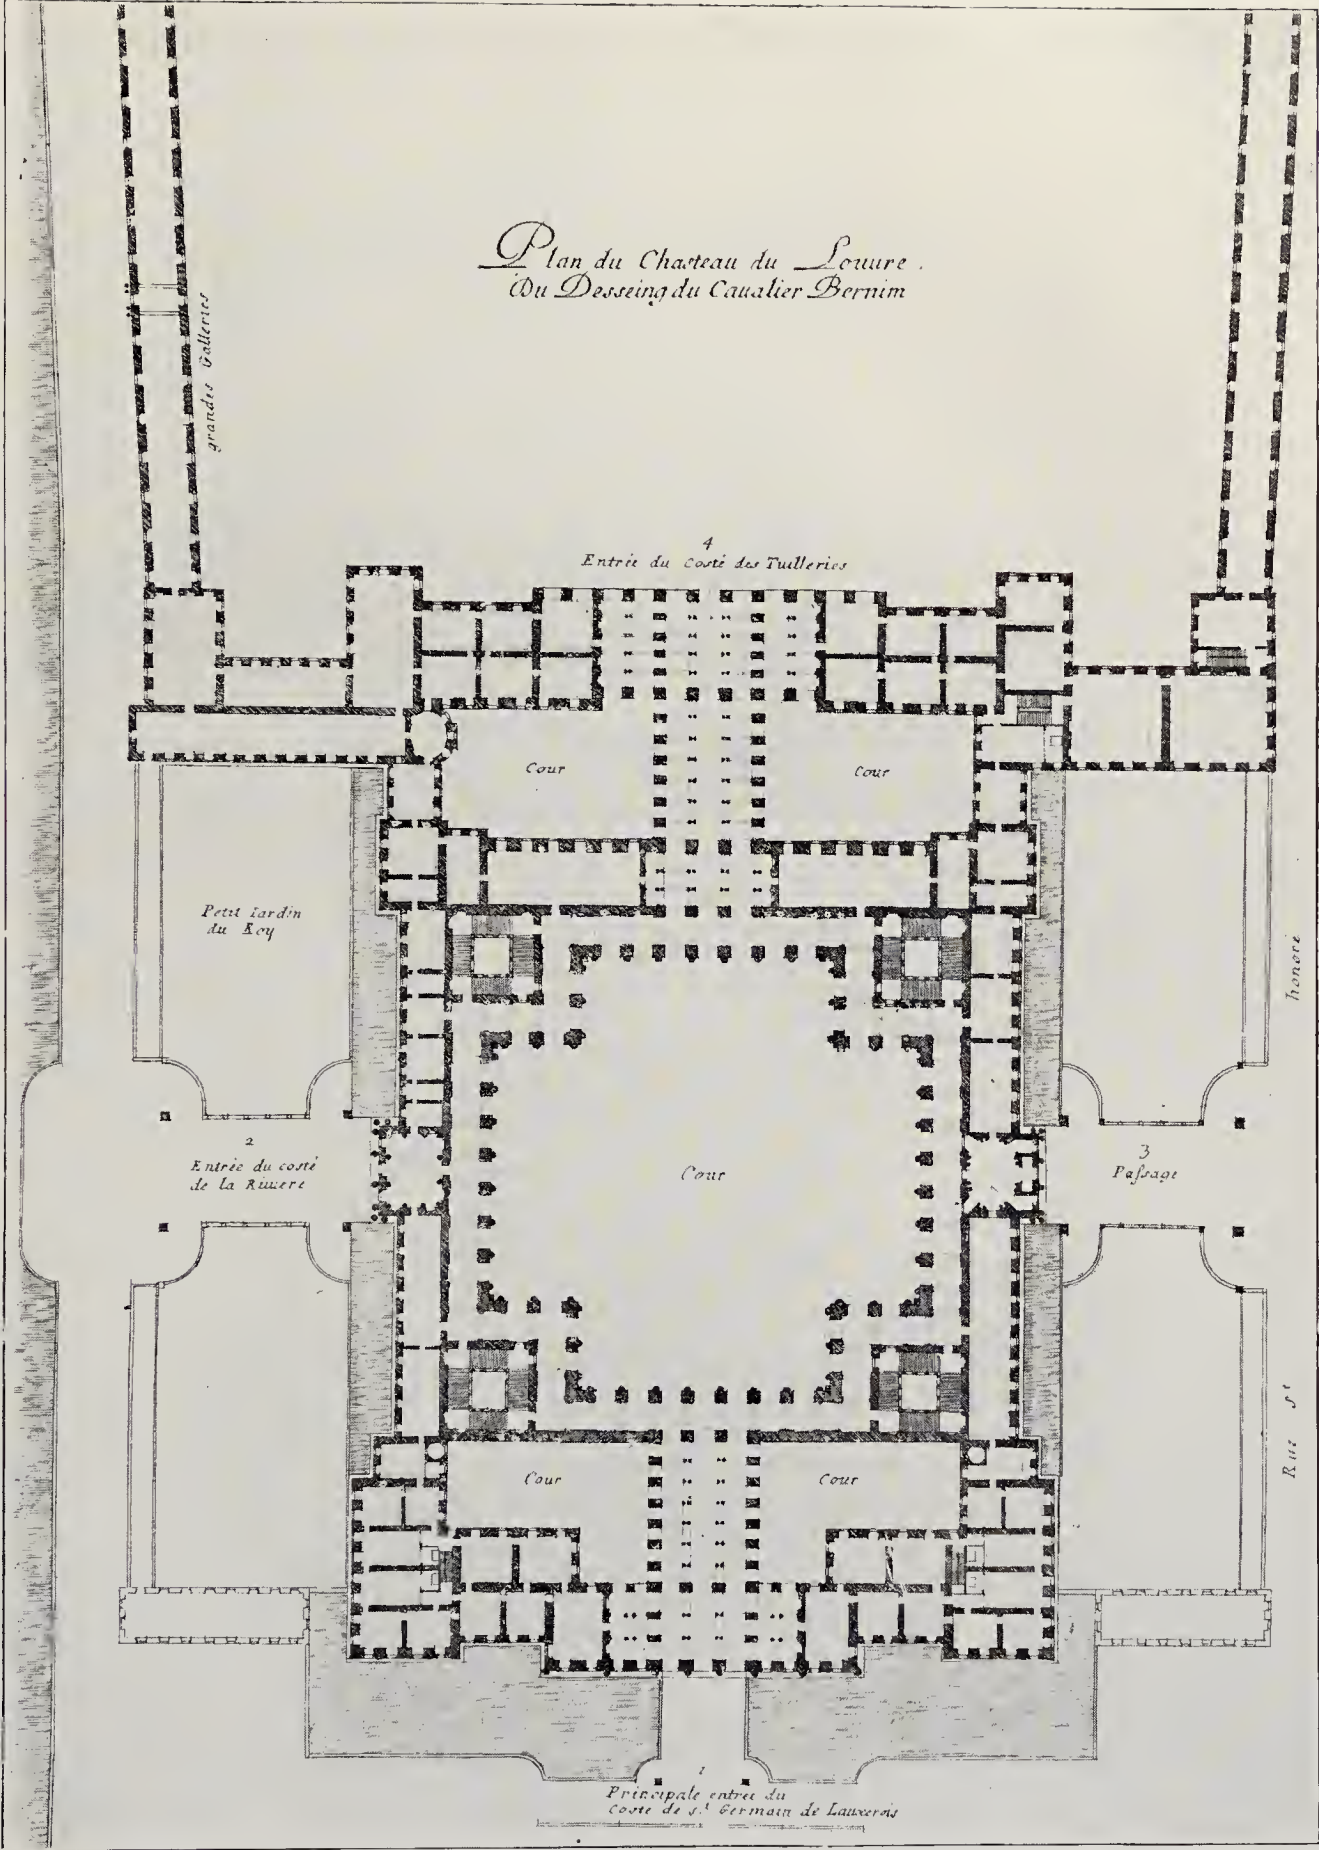 Plan du Chasteau du Louure .
Du Desseing du Caualier Bernim
grandes Galleries
4
Entrée du Costé des Tuilleries
Cour
Cour
Petit Iardin
du Roy
honoré
2
Entrée du costé
de la Riuiere
Cour
3
Passage
Cour
Cour
Rue St
1
Principale entrée du
Costé de St Germain de Lauxerois